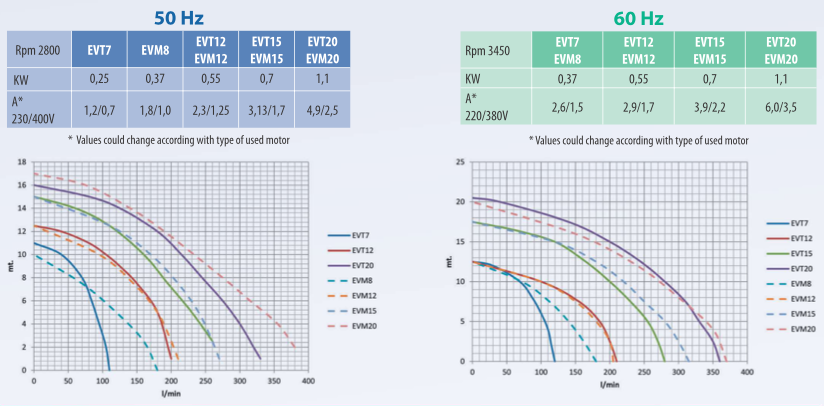 50 Hz
Rpm 2800 EVT7 EVM8 EVT12 EVT15 EVT20
EVM12 EVM15 EVM20
KW 0,25 0,37 0,55 0,7 1,1
A*
230/400V 1,2/0,7 1,8/1,0 2,3/1,25 3,13/1,7 4,9/2,5
* Values could change according with type of used motor
18
16
14
12
10
8
6
4
2
0
mt.
0 50 100 150 200 250 300 350 400
l/min
EVT7
EVT12
EVT20
EVM8
EVM12
EVM15
EVM20
60 Hz
Rpm 3450 EVT7 EVT12 EVT15 EVT20
EVM8 EVM12 EVM15 EVM20
KW 0,37 0,55 0,7 1,1
A*
220/380V 2,6/1,5 2,9/1,7 3,9/2,2 6,0/3,5
* Values could change according with type of used motor
25
20
15
10
5
0
mt.
0 50 100 150 200 250 300 350 400
l/min
EVT7
EVT12
EVT15
EVT20
EVM8
EVM12
EVM15
EVM20